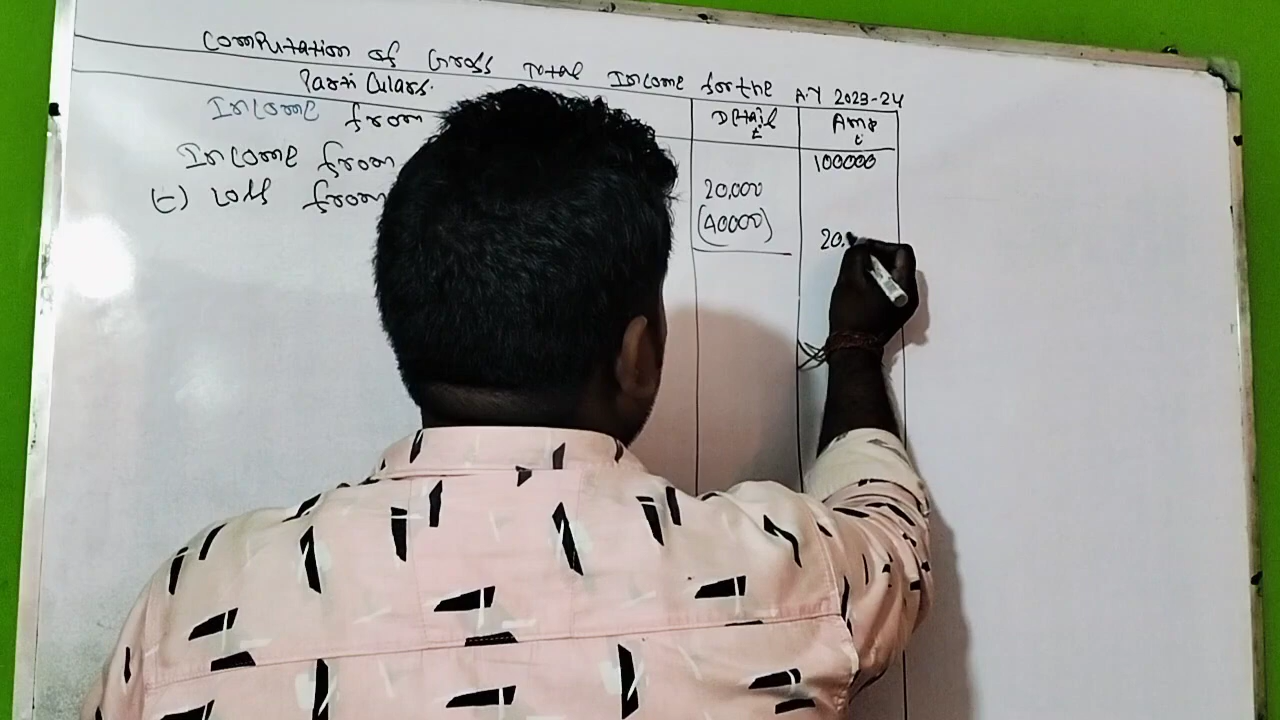 Computation of Gross Total Income for the A.Y 2023-24
Particulars. Detail Amt
₹ ₹
Income from 100000
Income from 20,000
(-) Loss from (40000) 20,